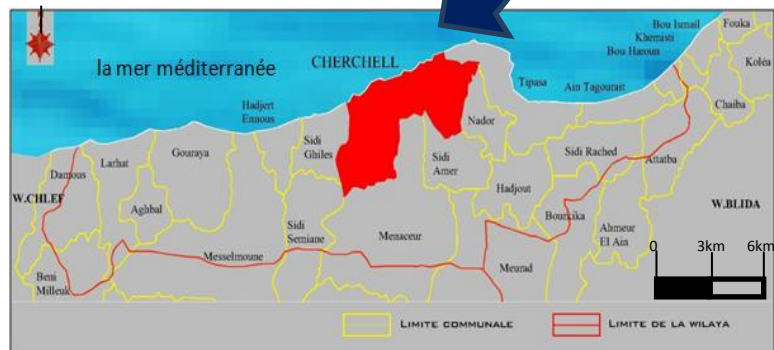 la mer méditerranée
CHERCHELL
Bou Ismail
Khemisti
Bou Haroun
Fouka
Koléa
Chaiba
Tipasa
Ain Tagourait
Hadjert
Ennous
Nador
Sidi
Ghiles
Gouraya
Larhat
Damous
W.CHLEF
Aghbal
Sidi
Amer
Sidi Rached
Attatba
Hadjout
W.BLIDA
Bourkika
Ahmeur
El Ain
Sidi
Semiane
Menaceur
Messelmoune
Meurad
Beni
Milleuk
0 3km 6km
LIMITE COMMUNALE
LIMITE DE LA WILAYA